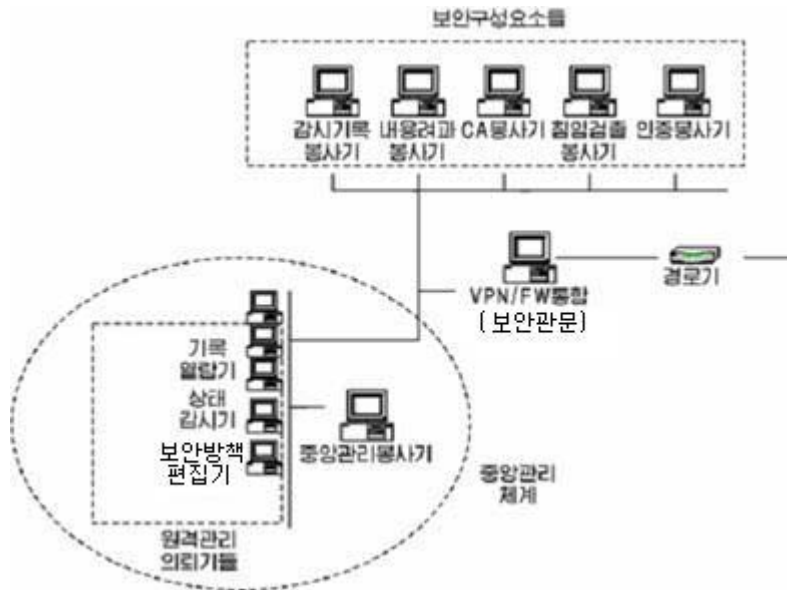 보안구성요소들
감시기록
봉사기
내용려과
봉사기
CA봉사기
침입검출
봉사기
인증봉사기
VPN/FW통합
(보안관문)
경로기
기록
열람기
상태
감시기
보안방책
편집기
중앙관리봉사기
중앙관리
체계
원격관리
의뢰기들